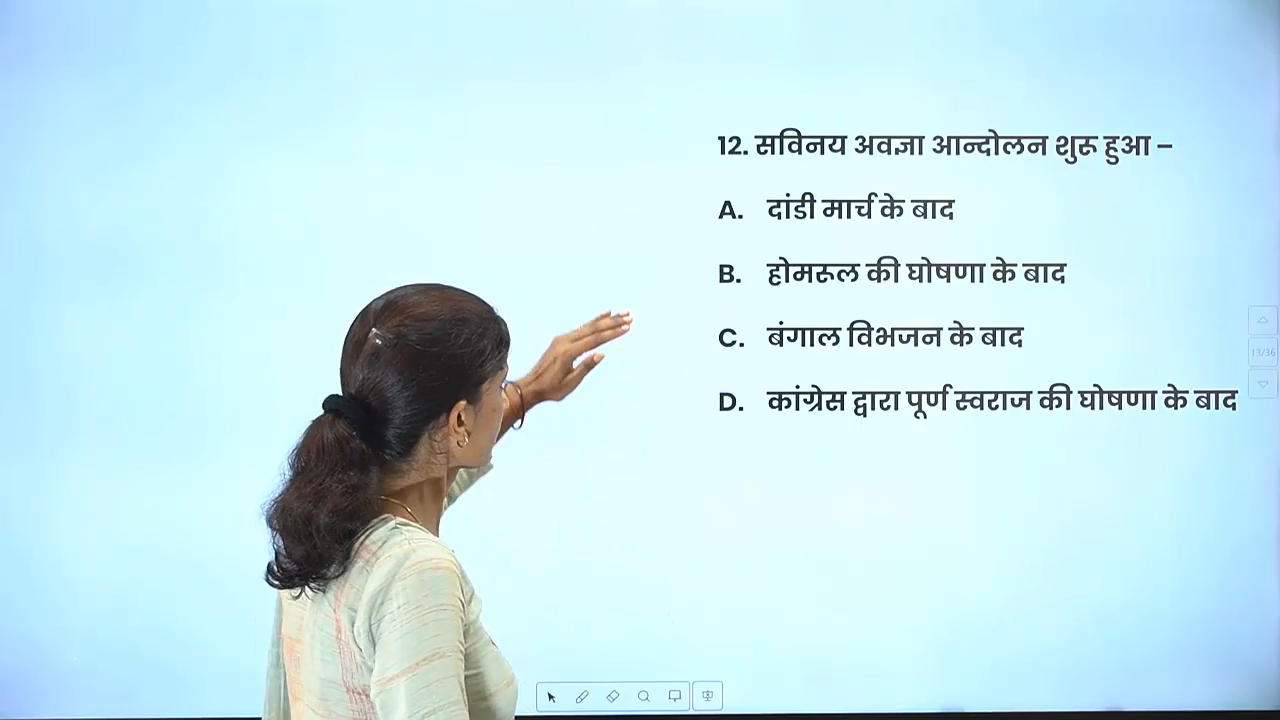 12. सविनय अवज्ञा आन्दोलन शुरू हुआ –
A. दांडी मार्च के बाद
B. होमरूल की घोषणा के बाद
C. बंगाल विभजन के बाद
D. कांग्रेस द्वारा पूर्ण स्वराज की घोषणा के बाद
13/36